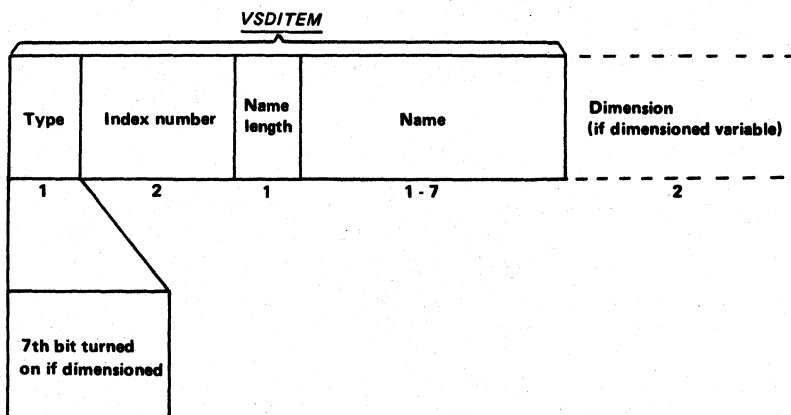 VSDITEM
Type
Index number
Name
length
Name
Dimension
(if dimensioned variable)
1
2
1
1 - 7
2
7th bit turned
on if dimensioned